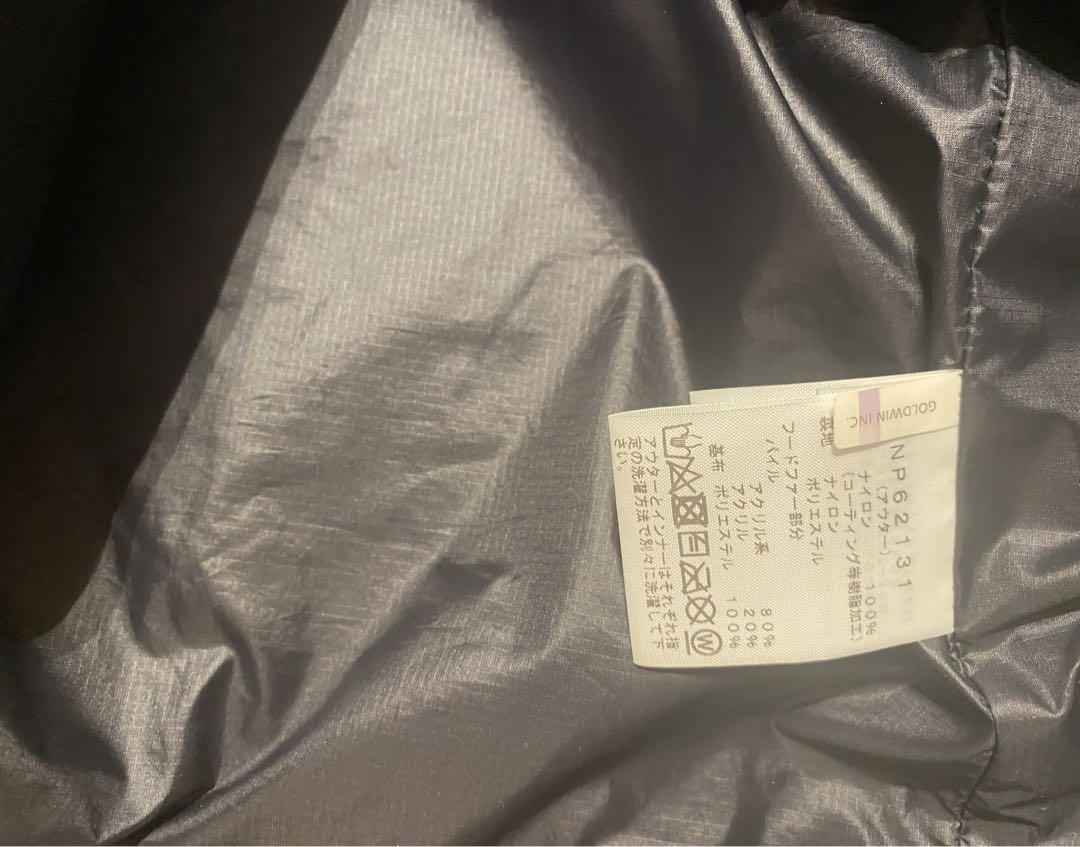 GOLDWIN INC.
NP62131
(アウター)
ナイロン 100%
(コーティング等樹脂加工)
裏地 ナイロン
ポリエステル
フードファー部分
パイル
アクリル系 80%
アクリル 20%
基布 ポリエステル 100%
W
アウターとインナーはそれぞれ指
定の洗濯方法で別々に洗濯して下
さい。